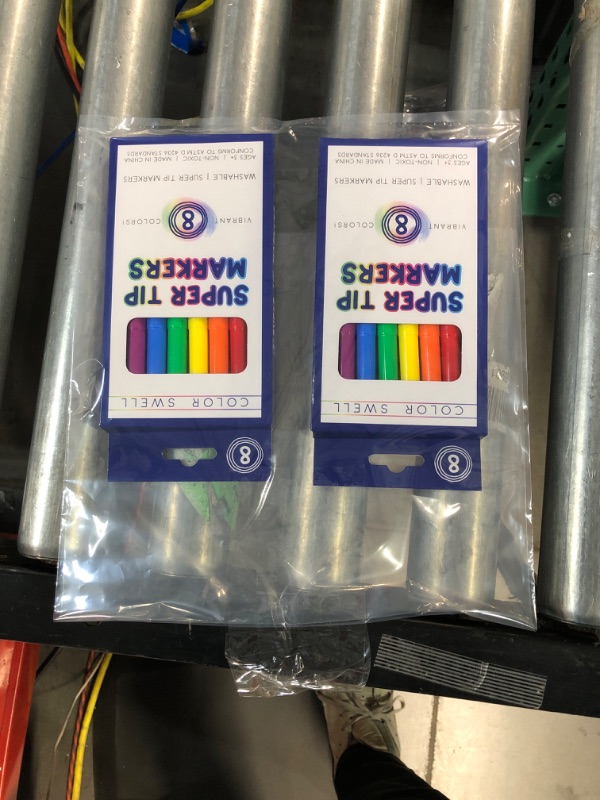 8
COLOR SWELL
SUPER TIP
MARKERS
VIBRANT 8 COLORS!
WASHABLE | SUPER TIP MARKERS
AGES 5+ | NON-TOXIC | MADE IN CHINA
CONFORMS TO ASTM D 4236 STANDARDS
8
COLOR SWELL
SUPER TIP
MARKERS
VIBRANT 8 COLORS!
WASHABLE | SUPER TIP MARKERS
AGES 5+ | NON-TOXIC | MADE IN CHINA
CONFORMS TO ASTM D 4236 STANDARDS